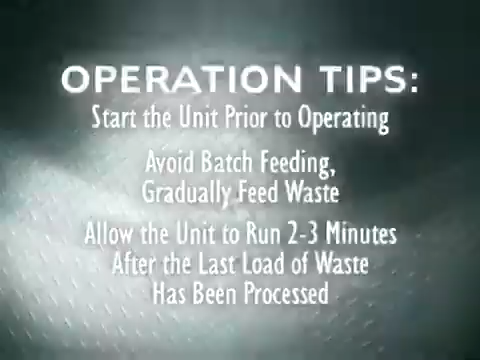 OPERATION TIPS:
Start the Unit Prior to Operating
Avoid Batch Feeding,
Gradually Feed Waste
Allow the Unit to Run 2-3 Minutes
After the Last Load of Waste
Has Been Processed